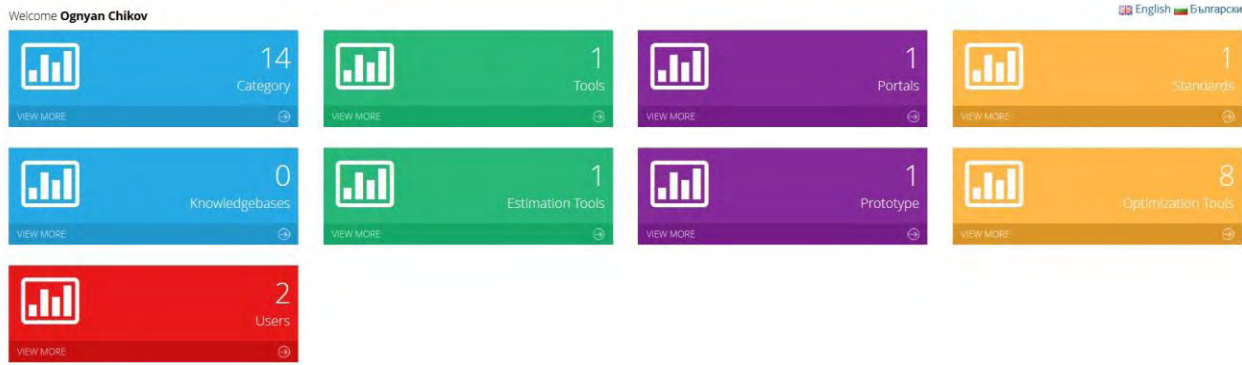 Welcome Ognyan Chikov
English Български
14
Category
VIEW MORE
1
Tools
VIEW MORE
1
Portals
VIEW MORE
1
Standards
VIEW MORE
0
Knowledgebases
VIEW MORE
1
Estimation Tools
VIEW MORE
1
Prototype
VIEW MORE
8
Optimization Tools
VIEW MORE
2
Users
VIEW MORE